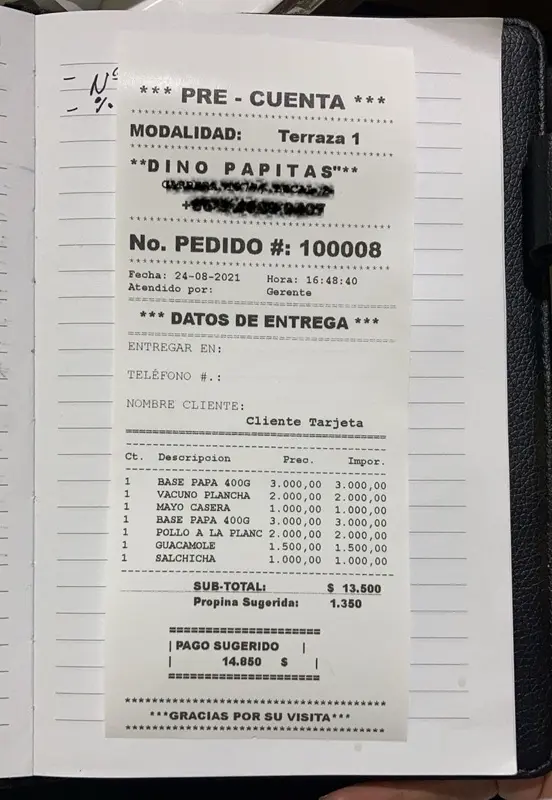 - Nº
- %
*** PRE - CUENTA ***
MODALIDAD: Terraza 1
**DINO PAPITAS"**
No. PEDIDO #: 100008
Fecha: 24-08-2021 Hora: 16:48:40
Atendido por: Gerente
*** DATOS DE ENTREGA ***
ENTREGAR EN:
TELÉFONO #.:
NOMBRE CLIENTE:
Cliente Tarjeta
Ct. Descripcion Prec. Impor.
1 BASE PAPA 400G 3.000,00 3.000,00
1 VACUNO PLANCHA 2.000,00 2.000,00
1 MAYO CASERA 1.000,00 1.000,00
1 BASE PAPA 400G 3.000,00 3.000,00
1 POLLO A LA PLANC 2.000,00 2.000,00
1 GUACAMOLE 1.500,00 1.500,00
1 SALCHICHA 1.000,00 1.000,00
SUB-TOTAL: $ 13.500
Propina Sugerida: 1.350
| PAGO SUGERIDO |
| 14.850 $ |
***GRACIAS POR SU VISITA***